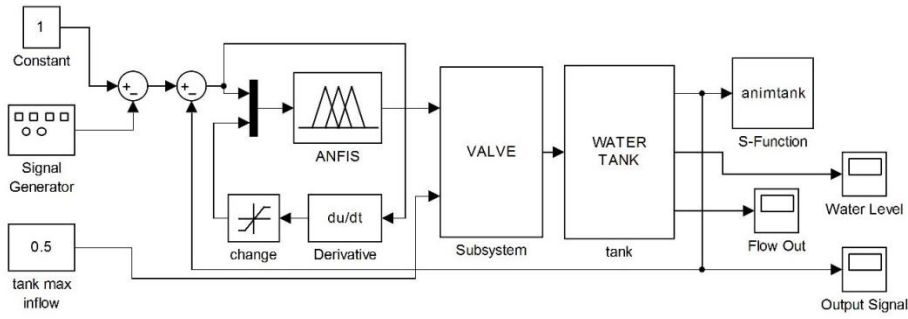 1
Constant
+
−
+
−
Signal
Generator
0.5
tank max
inflow
ANFIS
change
du/dt
Derivative
VALVE
Subsystem
WATER
TANK
tank
animtank
S-Function
Water Level
Flow Out
Output Signal